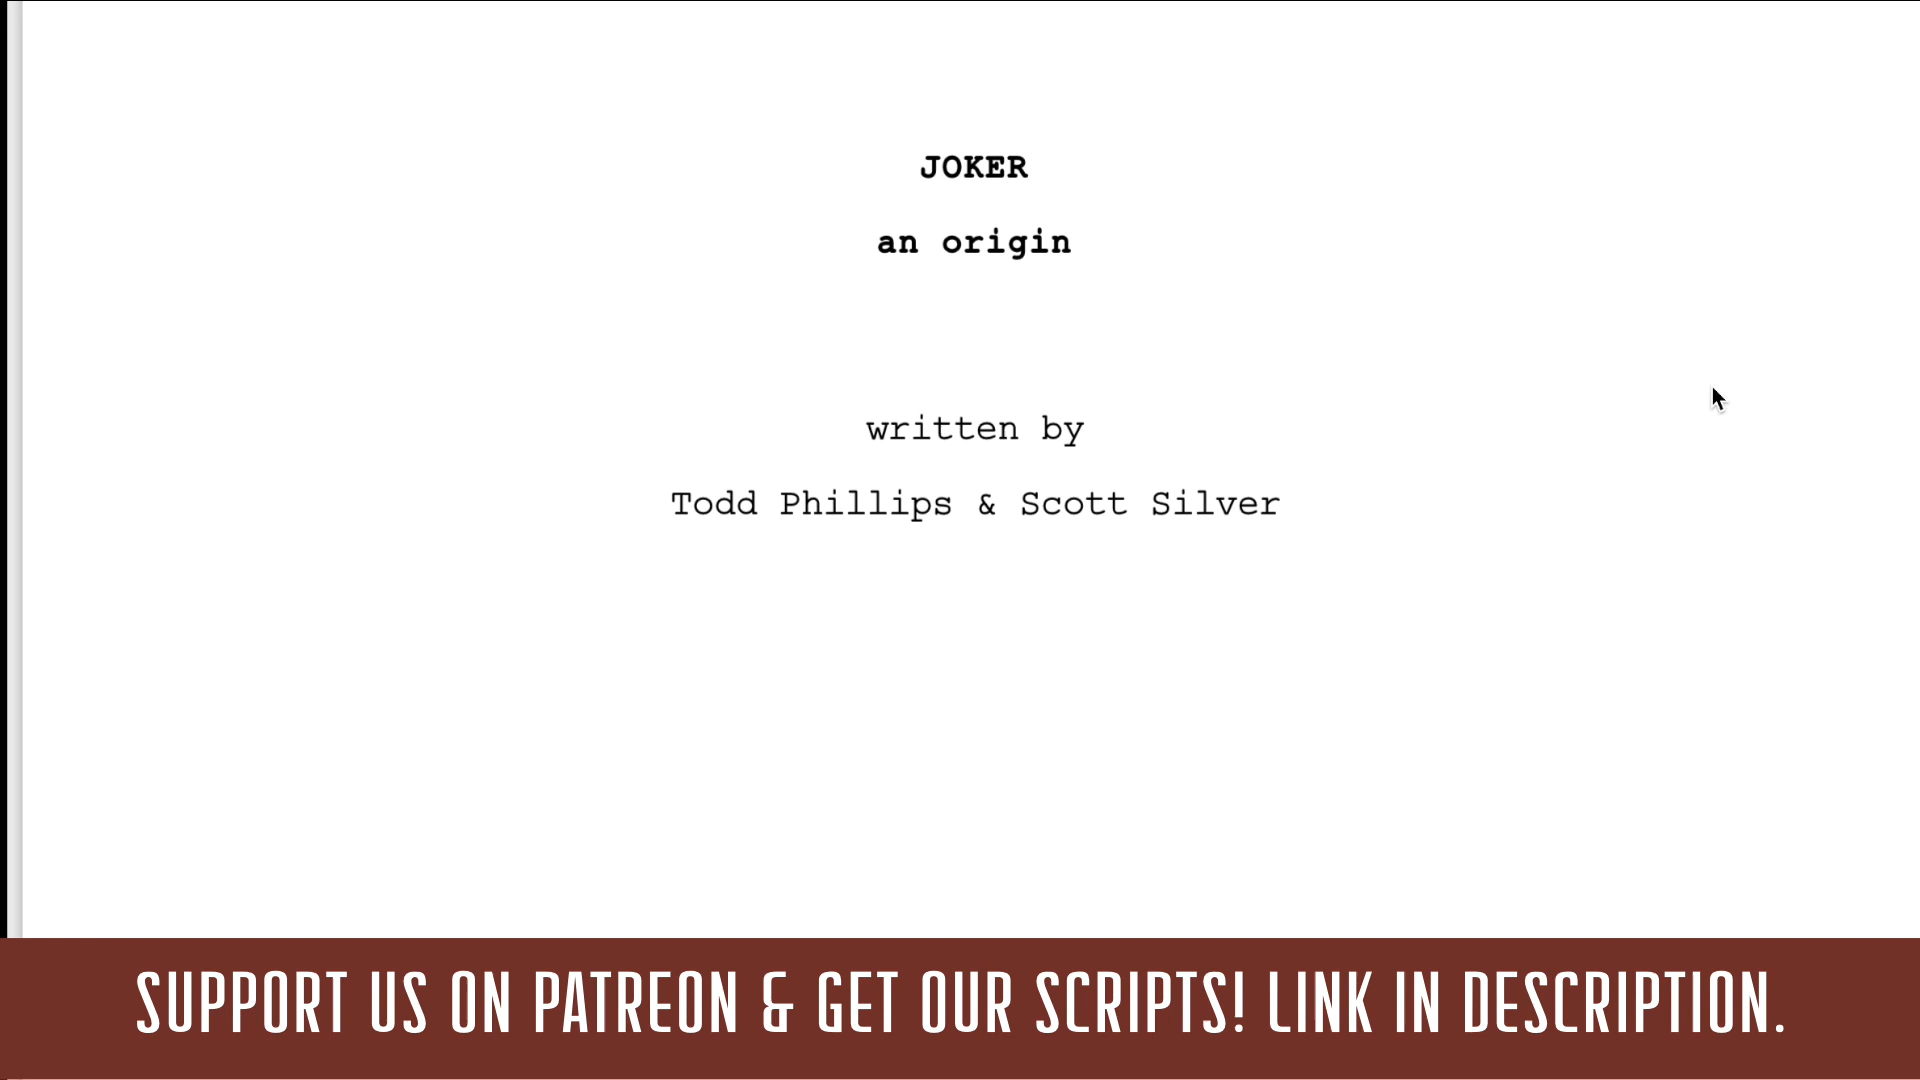 JOKER
an origin
written by
Todd Phillips & Scott Silver
SUPPORT US ON PATREON & GET OUR SCRIPTS! LINK IN DESCRIPTION.